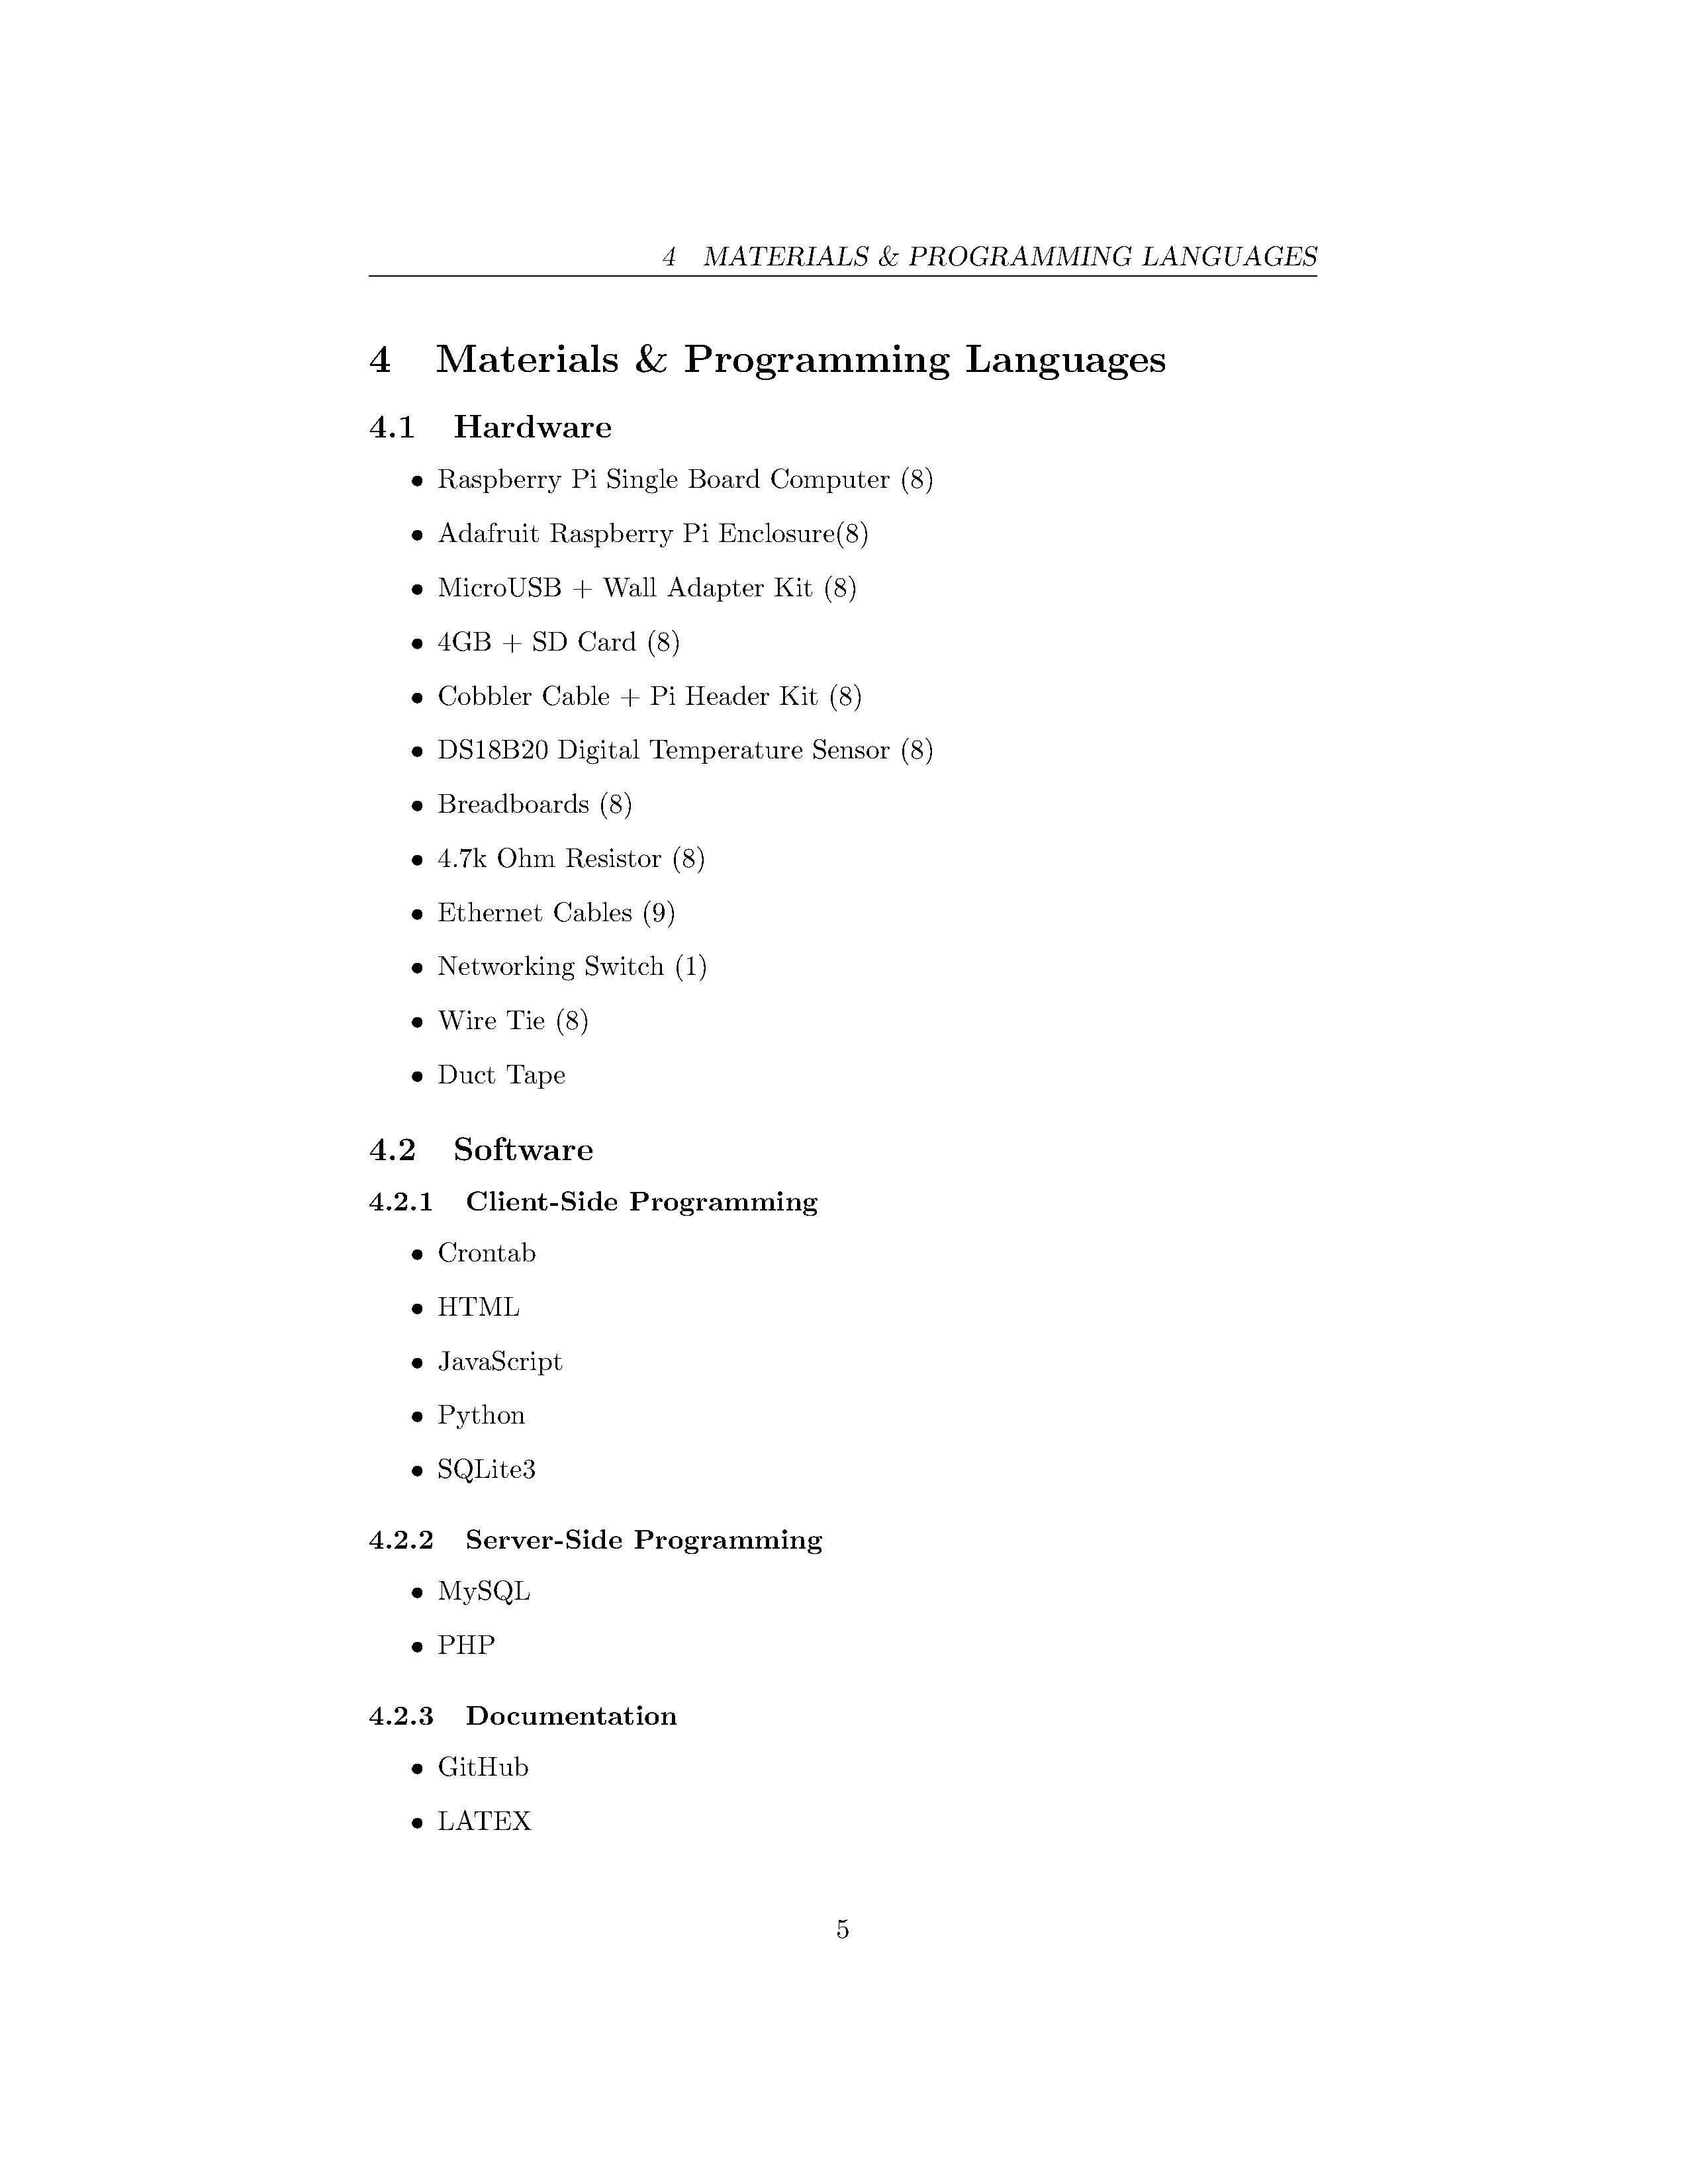 4 MATERIALS & PROGRAMMING LANGUAGES
4 Materials & Programming Languages
4.1 Hardware
• Raspberry Pi Single Board Computer (8)
• Adafruit Raspberry Pi Enclosure(8)
• MicroUSB + Wall Adapter Kit (8)
• 4GB + SD Card (8)
• Cobbler Cable + Pi Header Kit (8)
• DS18B20 Digital Temperature Sensor (8)
• Breadboards (8)
• 4.7k Ohm Resistor (8)
• Ethernet Cables (9)
• Networking Switch (1)
• Wire Tie (8)
• Duct Tape
4.2 Software
4.2.1 Client-Side Programming
• Crontab
• HTML
• JavaScript
• Python
• SQLite3
4.2.2 Server-Side Programming
• MySQL
• PHP
4.2.3 Documentation
• GitHub
• LATEX
5